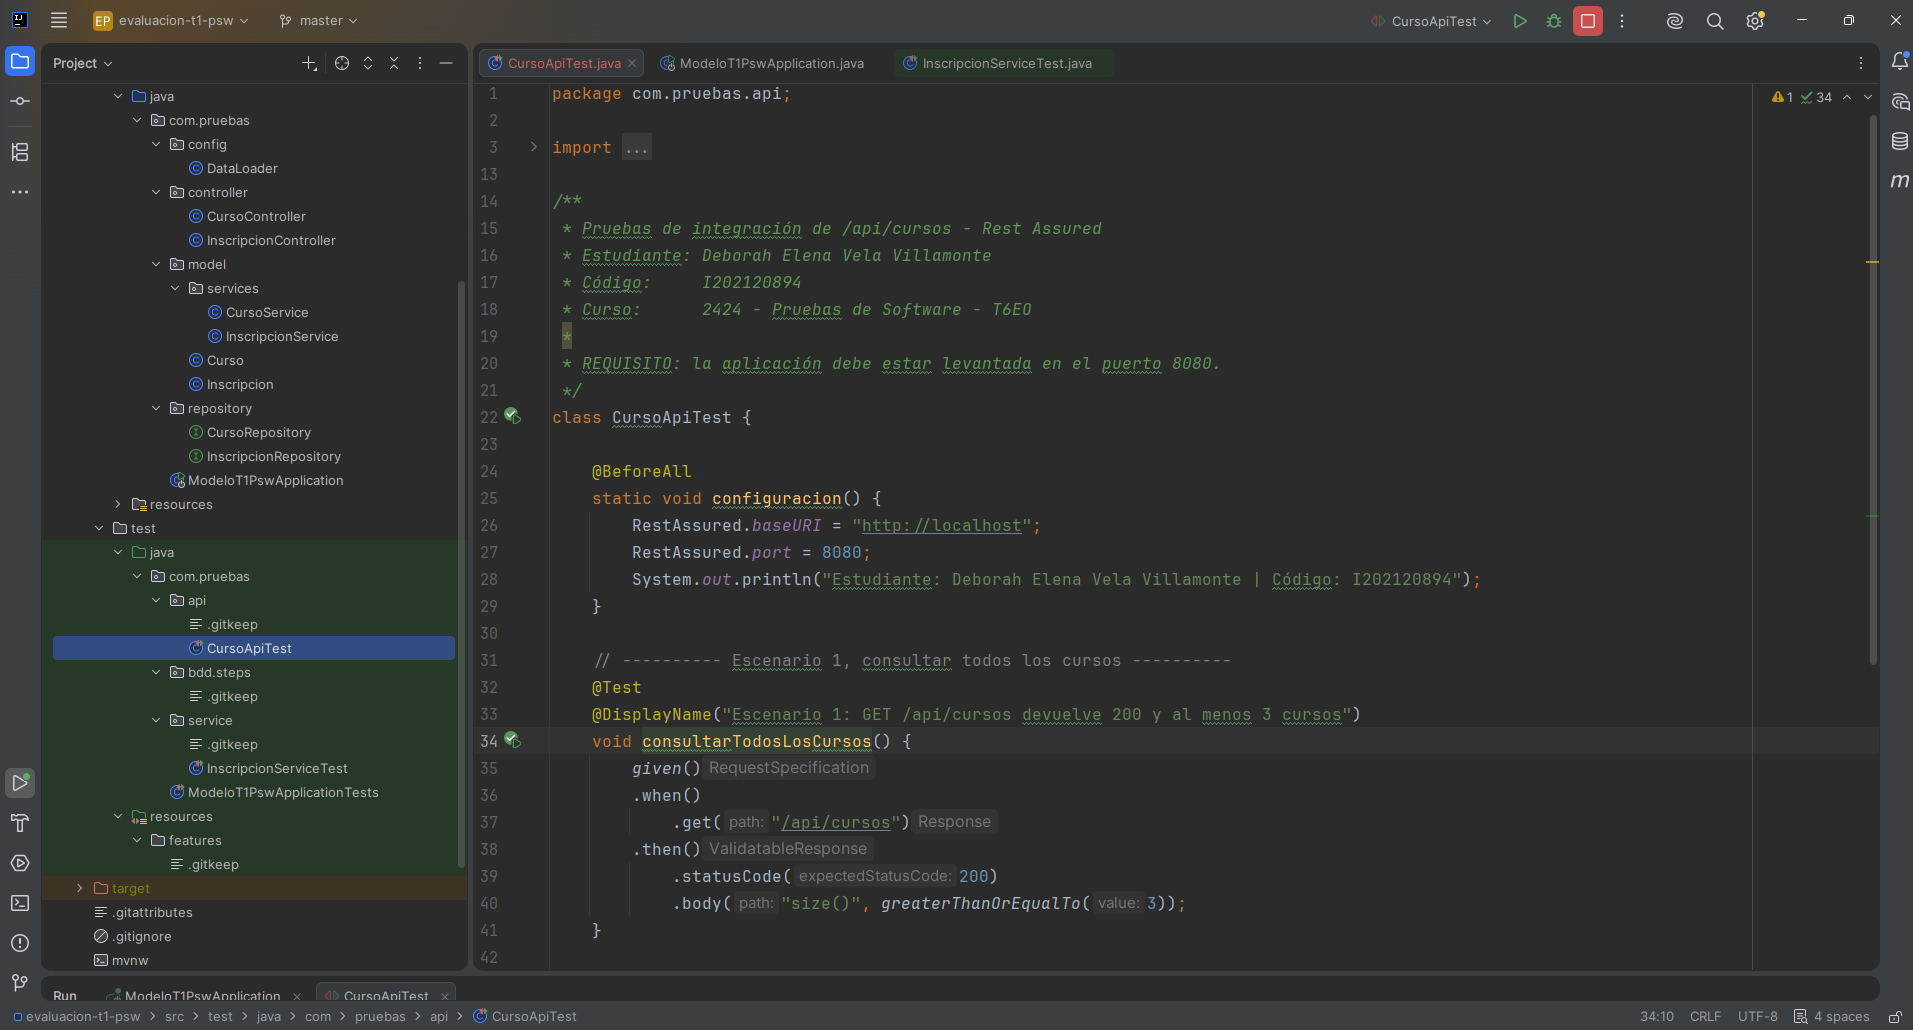 EP evaluacion-t1-psw master CursoApiTest
Project
CursoApiTest.java ModeloT1PswApplication.java InscripcionServiceTest.java
java
com.pruebas
config
DataLoader
controller
CursoController
InscripcionController
model
services
CursoService
InscripcionService
Curso
Inscripcion
repository
CursoRepository
InscripcionRepository
ModeloT1PswApplication
resources
test
java
com.pruebas
api
.gitkeep
CursoApiTest
bdd.steps
.gitkeep
service
.gitkeep
InscripcionServiceTest
ModeloT1PswApplicationTests
resources
features
.gitkeep
target
.gitattributes
.gitignore
mvnw
1 34
1 package com.pruebas.api;
2
3 import ...
13
14 /**
15 * Pruebas de integración de /api/cursos - Rest Assured
16 * Estudiante: Deborah Elena Vela Villamonte
17 * Código: I202120894
18 * Curso: 2424 - Pruebas de Software - T6EO
19 *
20 * REQUISITO: la aplicación debe estar levantada en el puerto 8080.
21 */
22 class CursoApiTest {
23
24 @BeforeAll
25 static void configuracion() {
26 RestAssured.baseURI = "http://localhost";
27 RestAssured.port = 8080;
28 System.out.println("Estudiante: Deborah Elena Vela Villamonte | Código: I202120894");
29 }
30
31 // ---------- Escenario 1, consultar todos los cursos ----------
32 @Test
33 @DisplayName("Escenario 1: GET /api/cursos devuelve 200 y al menos 3 cursos")
34 void consultarTodosLosCursos() {
35 given() RequestSpecification
36 .when()
37 .get( path: "/api/cursos") Response
38 .then() ValidatableResponse
39 .statusCode( expectedStatusCode: 200)
40 .body( path: "size()", greaterThanOrEqualTo( value: 3));
41 }
42
Run ModeloT1PswApplication CursoApiTest
evaluacion-t1-psw > src > test > java > com > pruebas > api > CursoApiTest 34:10 CRLF UTF-8 4 spaces